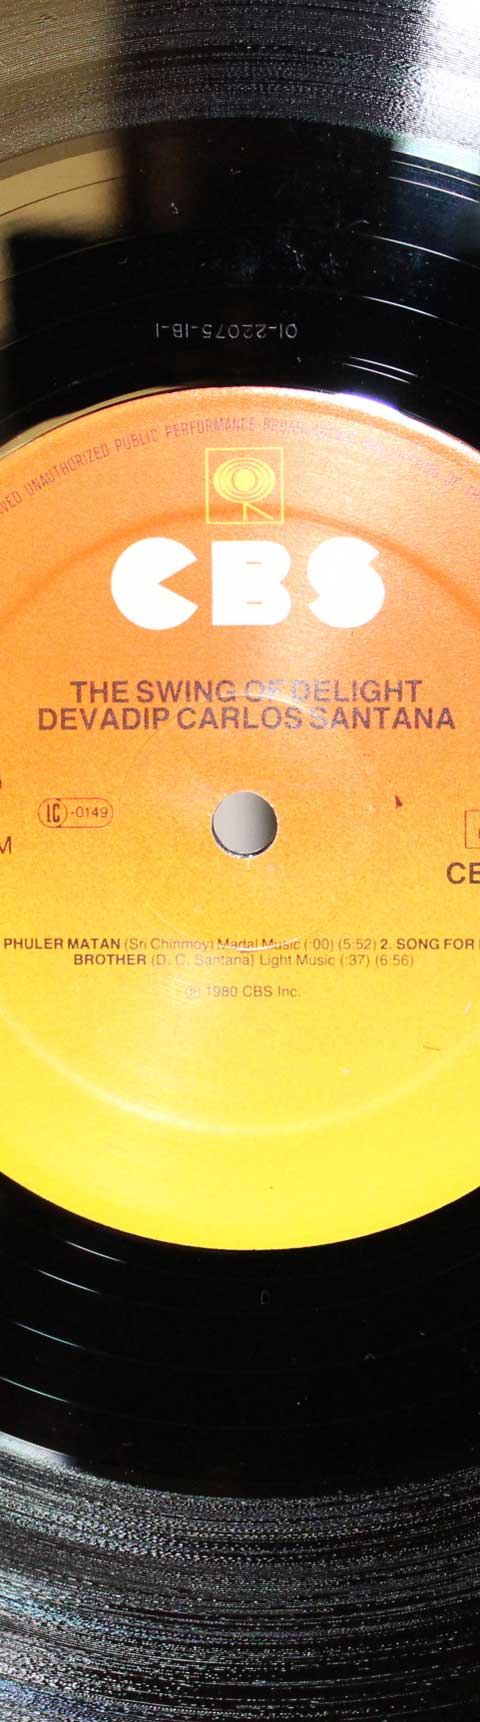 01-22075-1B-1
VED UNAUTHORIZED PUBLIC PERFORMANCE BROAD
CBS
THE SWING OF DELIGHT
DEVADIP CARLOS SANTANA
LC-0149
M
CB
PHULER MATAN (Sri Chinmoy) Madal Music (:00) (5:52) 2. SONG FOR
BROTHER (D. C. Santana) Light Music (:37) (6:56)
℗ 1980 CBS Inc.